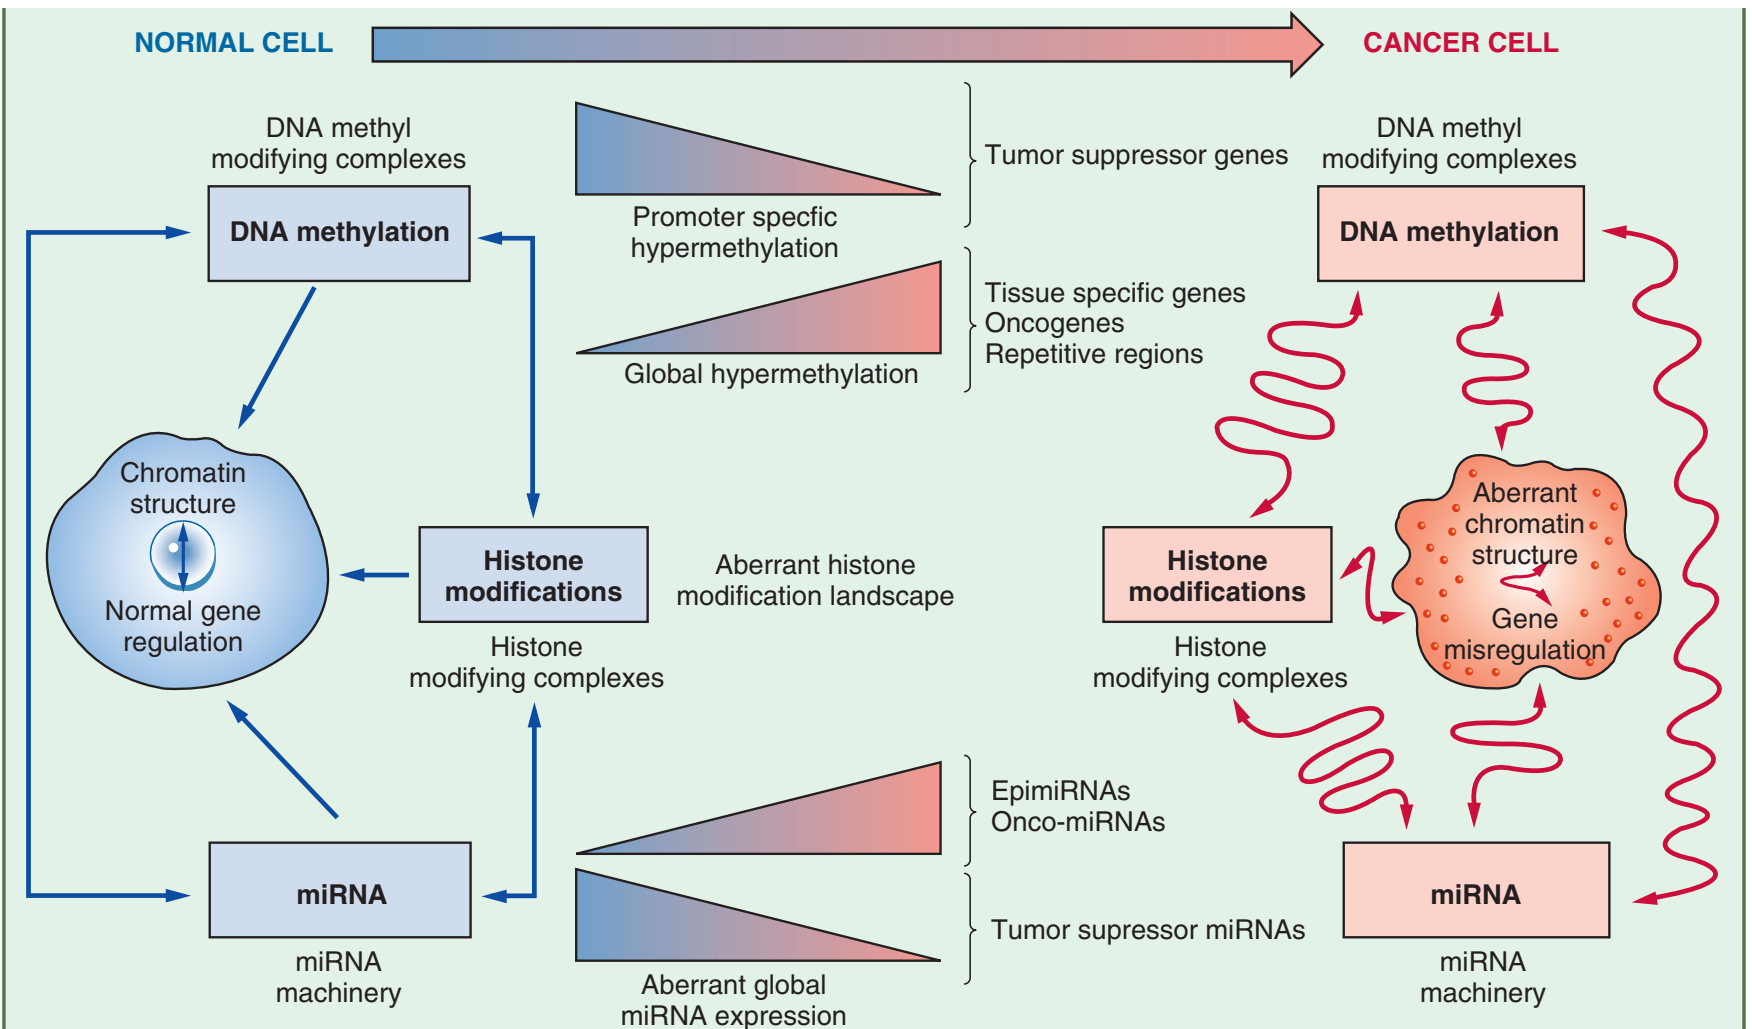 NORMAL CELL
CANCER CELL
DNA methyl
modifying complexes
DNA methylation
Promoter specfic
hypermethylation
Tumor suppressor genes
Global hypermethylation
Tissue specific genes
Oncogenes
Repetitive regions
DNA methyl
modifying complexes
DNA methylation
Chromatin
structure
Normal gene
regulation
Histone
modifications
Histone
modifying complexes
Aberrant histone
modification landscape
Histone
modifications
Histone
modifying complexes
Aberrant
chromatin
structure
Gene
misregulation
miRNA
miRNA
machinery
EpimiRNAs
Onco-miRNAs
Tumor supressor miRNAs
Aberrant global
miRNA expression
miRNA
miRNA
machinery